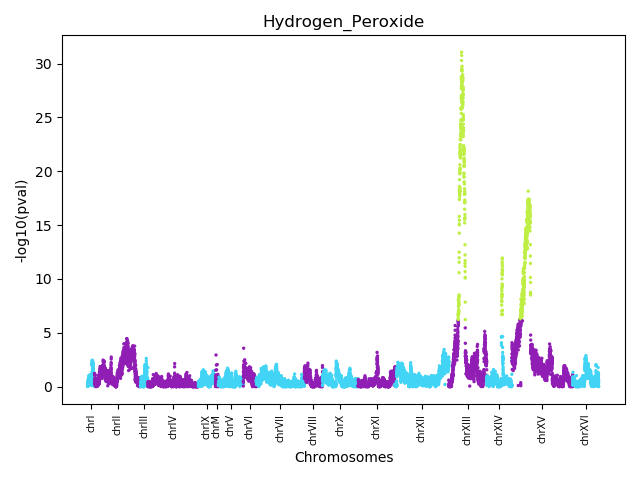 Hydrogen_Peroxide
-log10(pval)
30
25
20
15
10
5
0
chrI
chrII
chrIII
chrIV
chrIX
chrM
chrV
chrVI
chrVII
chrVIII
chrX
chrXI
chrXII
chrXIII
chrXIV
chrXV
chrXVI
Chromosomes